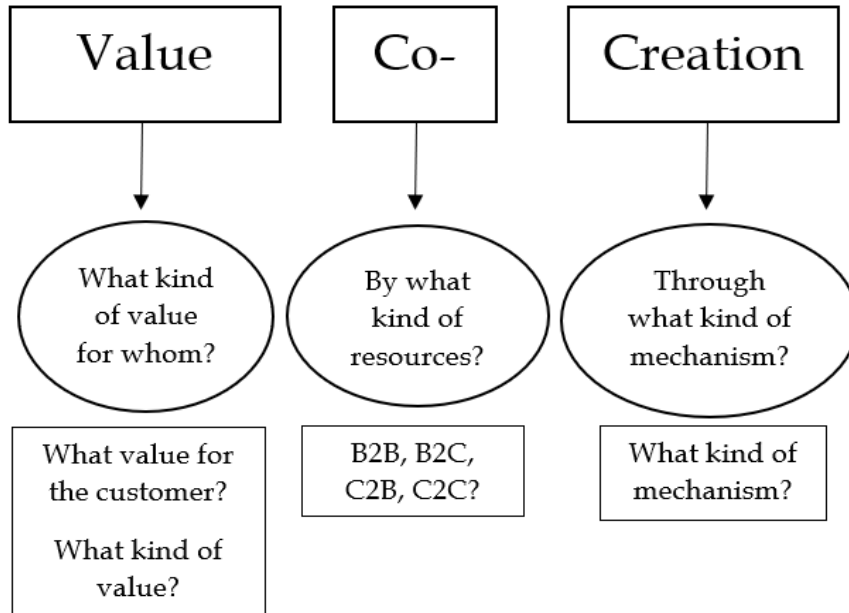 Value
Co-
Creation
What kind
of value
for whom?
By what
kind of
resources?
Through
what kind of
mechanism?
What value for
the customer?
What kind of
value?
B2B, B2C,
C2B, C2C?
What kind of
mechanism?